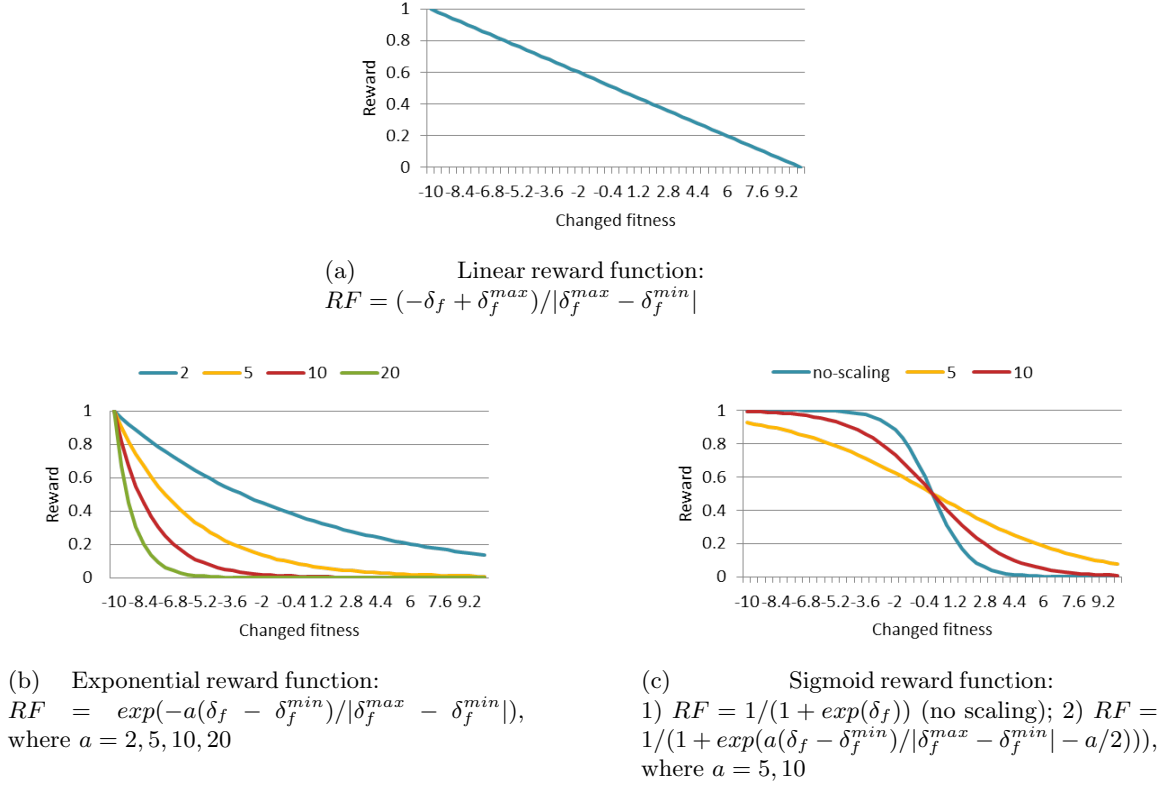 1
0.8
0.6
0.4
0.2
0
Reward
-10 -8.4 -6.8 -5.2 -3.6 -2 -0.4 1.2 2.8 4.4 6 7.6 9.2
Changed fitness
(a) Linear reward function:
RF = (−δ_f + δ_f^{max})/|δ_f^{max} − δ_f^{min}|
2 5 10 20
1
0.8
0.6
0.4
0.2
0
Reward
-10 -8.4 -6.8 -5.2 -3.6 -2 -0.4 1.2 2.8 4.4 6 7.6 9.2
Changed fitness
(b) Exponential reward function:
RF = exp(−a(δ_f − δ_f^{min})/|δ_f^{max} − δ_f^{min}|),
where a = 2, 5, 10, 20
no-scaling 5 10
1
0.8
0.6
0.4
0.2
0
Reward
-10 -8.4 -6.8 -5.2 -3.6 -2 -0.4 1.2 2.8 4.4 6 7.6 9.2
Changed fitness
(c) Sigmoid reward function:
1) RF = 1/(1 + exp(δ_f)) (no scaling); 2) RF =
1/(1 + exp(a(δ_f − δ_f^{min})/|δ_f^{max} − δ_f^{min}| − a/2))),
where a = 5, 10